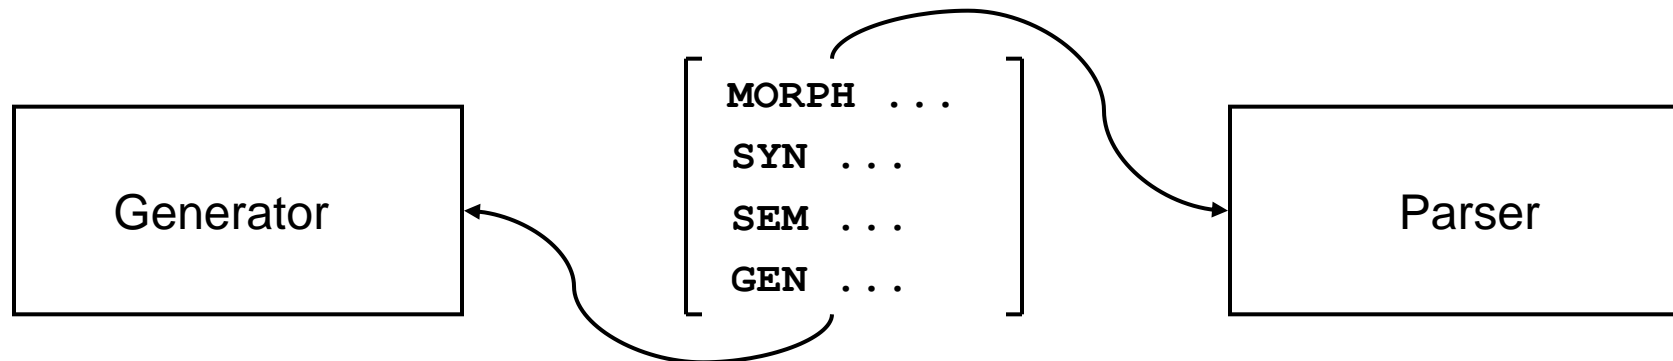 Generator
MORPH ...
SYN ...
SEM ...
GEN ...
Parser